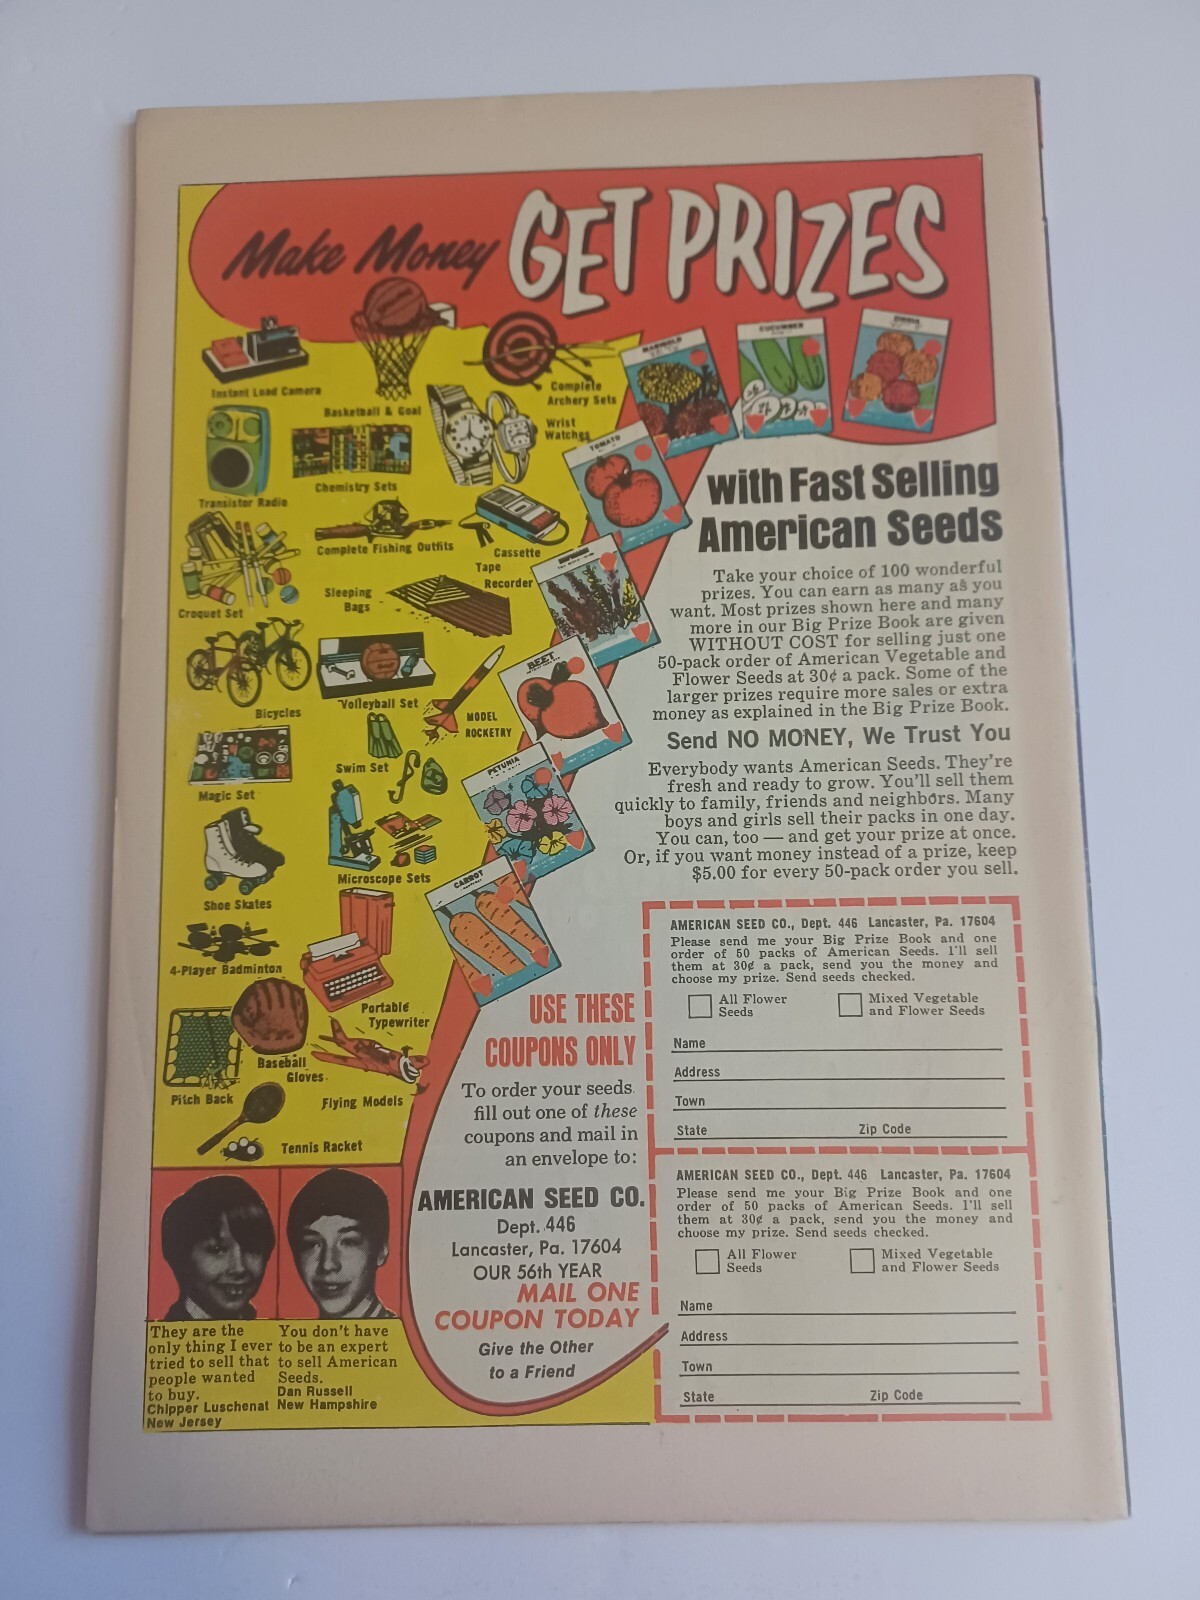 Make Money GET PRIZES
Instant Load Camera
Basketball & Goal
Complete
Archery Sets
Wrist
Watches
Transistor Radio
Chemistry Sets
Complete Fishing Outfits
Cassette
Tape
Recorder
Croquet Set
Sleeping
Bags
Bicycles
Volleyball Set
MODEL
ROCKETRY
Magic Set
Swim Set
Shoe Skates
Microscope Sets
4-Player Badminton
Portable
Typewriter
Pitch Back
Baseball
Gloves
Flying Models
Tennis Racket
MARIGOLD
CUCUMBER
ZINNIA
TOMATO
BEET
PETUNIA
CARROT
with Fast Selling
American Seeds
Take your choice of 100 wonderful
prizes. You can earn as many as you
want. Most prizes shown here and many
more in our Big Prize Book are given
WITHOUT COST for selling just one
50-pack order of American Vegetable and
Flower Seeds at 30¢ a pack. Some of the
larger prizes require more sales or extra
money as explained in the Big Prize Book.
Send NO MONEY, We Trust You
Everybody wants American Seeds. They're
fresh and ready to grow. You'll sell them
quickly to family, friends and neighbors. Many
boys and girls sell their packs in one day.
You can, too — and get your prize at once.
Or, if you want money instead of a prize, keep
$5.00 for every 50-pack order you sell.
USE THESE
COUPONS ONLY
To order your seeds
fill out one of these
coupons and mail in
an envelope to:
AMERICAN SEED CO.
Dept. 446
Lancaster, Pa. 17604
OUR 56th YEAR
MAIL ONE
COUPON TODAY
Give the Other
to a Friend
AMERICAN SEED CO., Dept. 446 Lancaster, Pa. 17604
Please send me your Big Prize Book and one
order of 50 packs of American Seeds. I'll sell
them at 30¢ a pack, send you the money and
choose my prize. Send seeds checked.
All Flower
Seeds
Mixed Vegetable
and Flower Seeds
Name
Address
Town
State Zip Code
AMERICAN SEED CO., Dept. 446 Lancaster, Pa. 17604
Please send me your Big Prize Book and one
order of 50 packs of American Seeds. I'll sell
them at 30¢ a pack, send you the money and
choose my prize. Send seeds checked.
All Flower
Seeds
Mixed Vegetable
and Flower Seeds
Name
Address
Town
State Zip Code
They are the
only thing I ever
tried to sell that
people wanted
to buy.
Chipper Luschenat
New Jersey
You don't have
to be an expert
to sell American
Seeds.
Dan Russell
New Hampshire